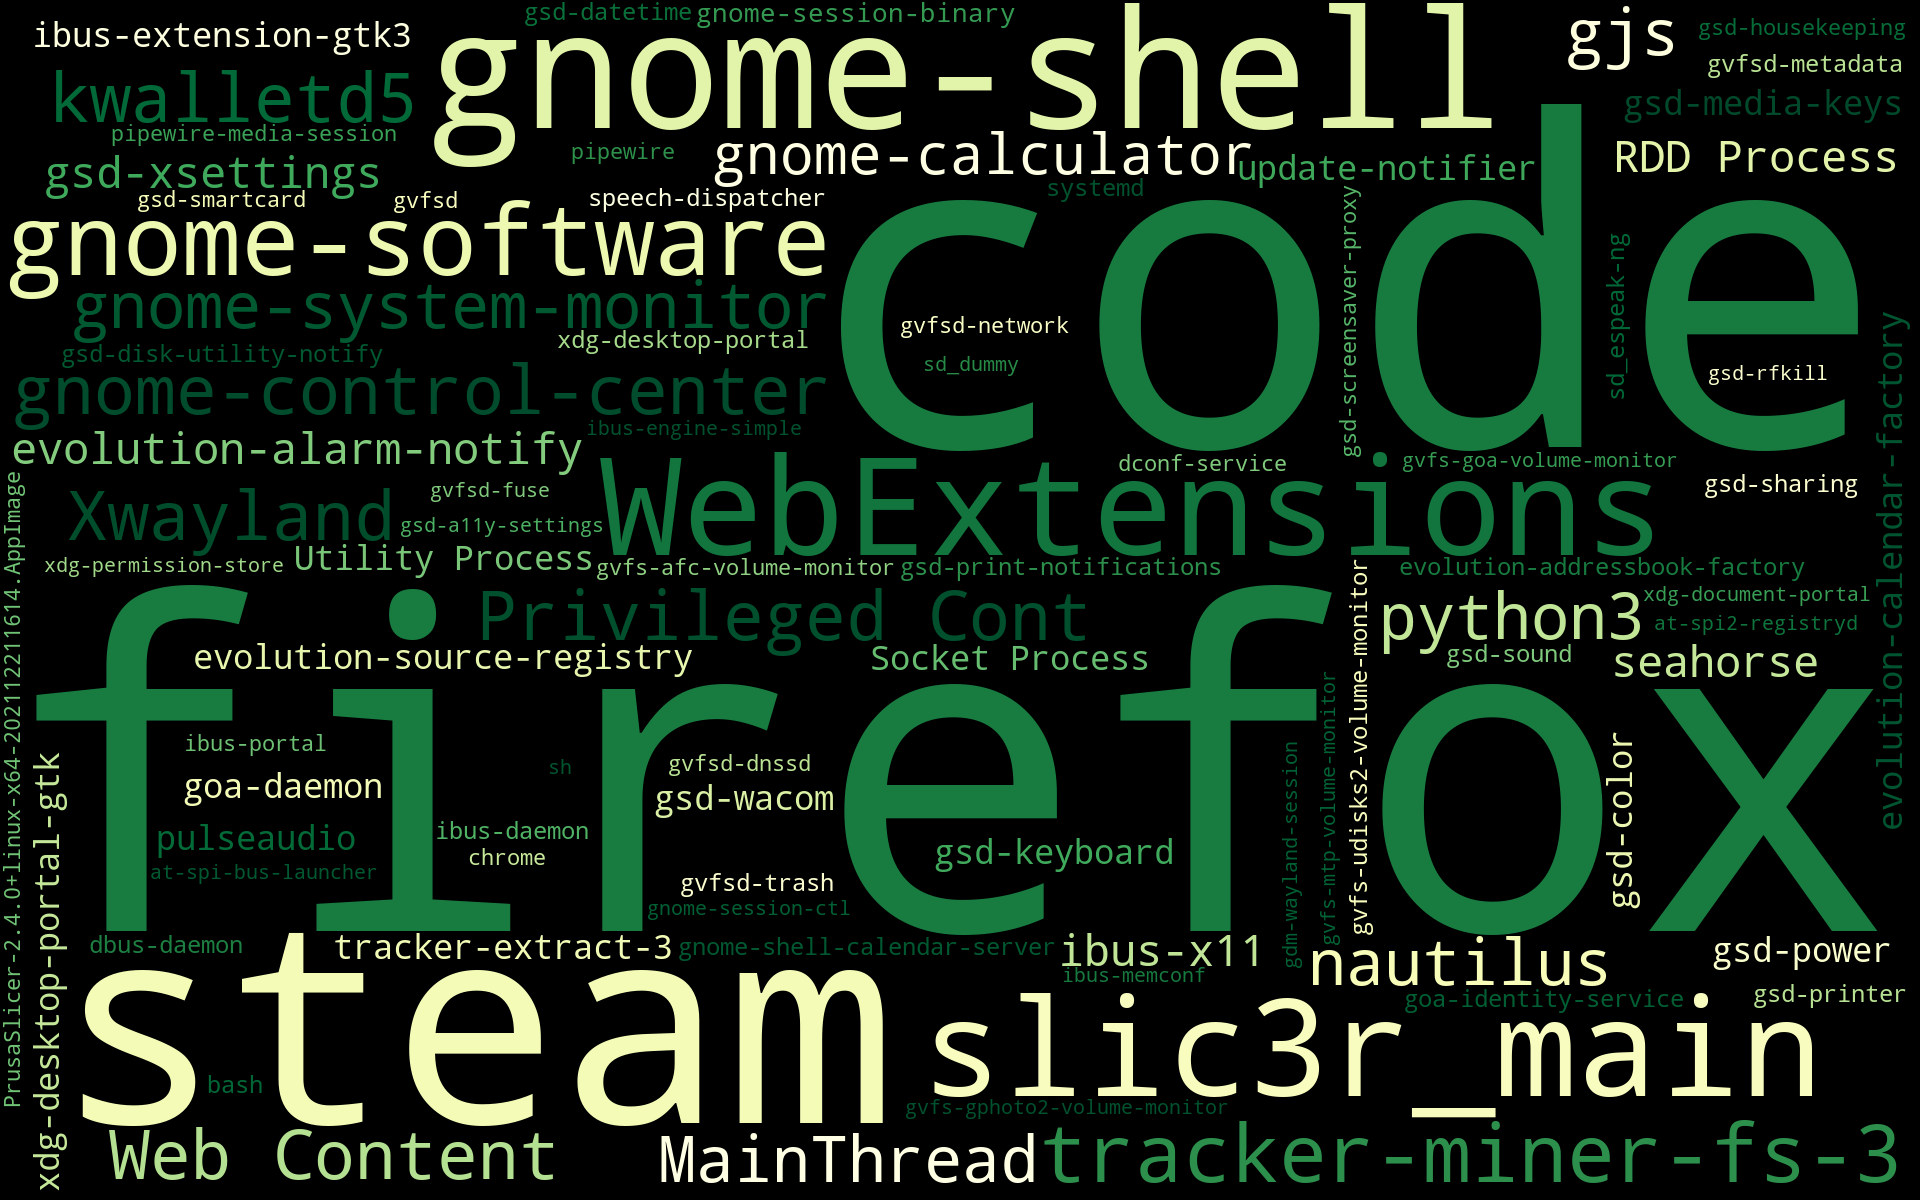 gsd-datetime
gnome-session-binary
ibus-extension-gtk3
gnome-shell
gjs
gsd-housekeeping
gvfsd-metadata
kwalletd5
gsd-media-keys
pipewire-media-session
pipewire
gnome-calculator
update-notifier
RDD Process
gsd-xsettings
systemd
gsd-smartcard
gvfsd
speech-dispatcher
gnome-software
code
gsd-screensaver-proxy
sd_espeak-ng
gnome-system-monitor
gvfsd-network
xdg-desktop-portal
gsd-disk-utility-notify
sd_dummy
gsd-rfkill
gnome-control-center
evolution-calendar-factory
ibus-engine-simple
evolution-alarm-notify
dconf-service
gvfs-goa-volume-monitor
gvfsd-fuse
WebExtensions
gsd-sharing
Xwayland
gsd-a11y-settings
PrusaSlicer-2.4.0+linux-x64-202112211614.AppImage
xdg-permission-store
Utility Process
gvfs-afc-volume-monitor
gsd-print-notifications
evolution-addressbook-factory
Privileged Cont
python3
xdg-document-portal
at-spi2-registryd
evolution-source-registry
Socket Process
gsd-sound
seahorse
firefox
gvfs-udisks2-volume-monitor
gvfs-mtp-volume-monitor
gdm-wayland-session
gsd-color
ibus-portal
sh
gvfsd-dnssd
goa-daemon
gsd-wacom
xdg-desktop-portal-gtk
pulseaudio
ibus-daemon
chrome
gsd-keyboard
at-spi-bus-launcher
gvfsd-trash
gnome-session-ctl
dbus-daemon
tracker-extract-3
gnome-shell-calendar-server
ibus-x11
nautilus
gsd-power
ibus-memconf
goa-identity-service
gsd-printer
steam
slic3r_main
bash
gvfs-gphoto2-volume-monitor
Web Content
MainThread
tracker-miner-fs-3